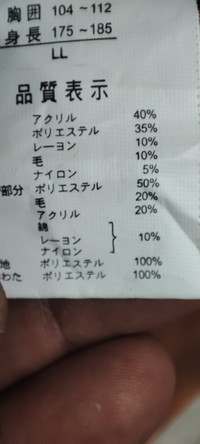 胸囲 104～112
身長 175～185
LL
品質表示
アクリル 40%
ポリエステル 35%
レーヨン 10%
毛 10%
ナイロン 5%
部分 ポリエステル 50%
毛 20%
アクリル 20%
綿
レーヨン 10%
ナイロン
地 ポリエステル 100%
わた ポリエステル 100%